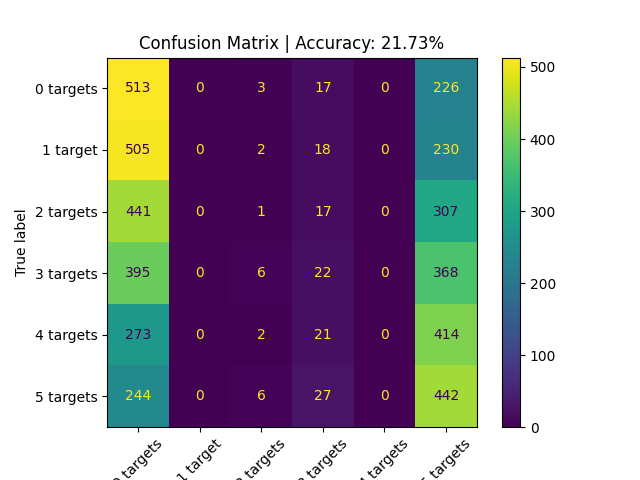 Confusion Matrix | Accuracy: 21.73%
0 targets 513 0 3 17 0 226
1 target 505 0 2 18 0 230
2 targets 441 0 1 17 0 307
3 targets 395 0 6 22 0 368
4 targets 273 0 2 21 0 414
5 targets 244 0 6 27 0 442
True label
targets
1 target
targets
targets
targets
targets
500
400
300
200
100
0